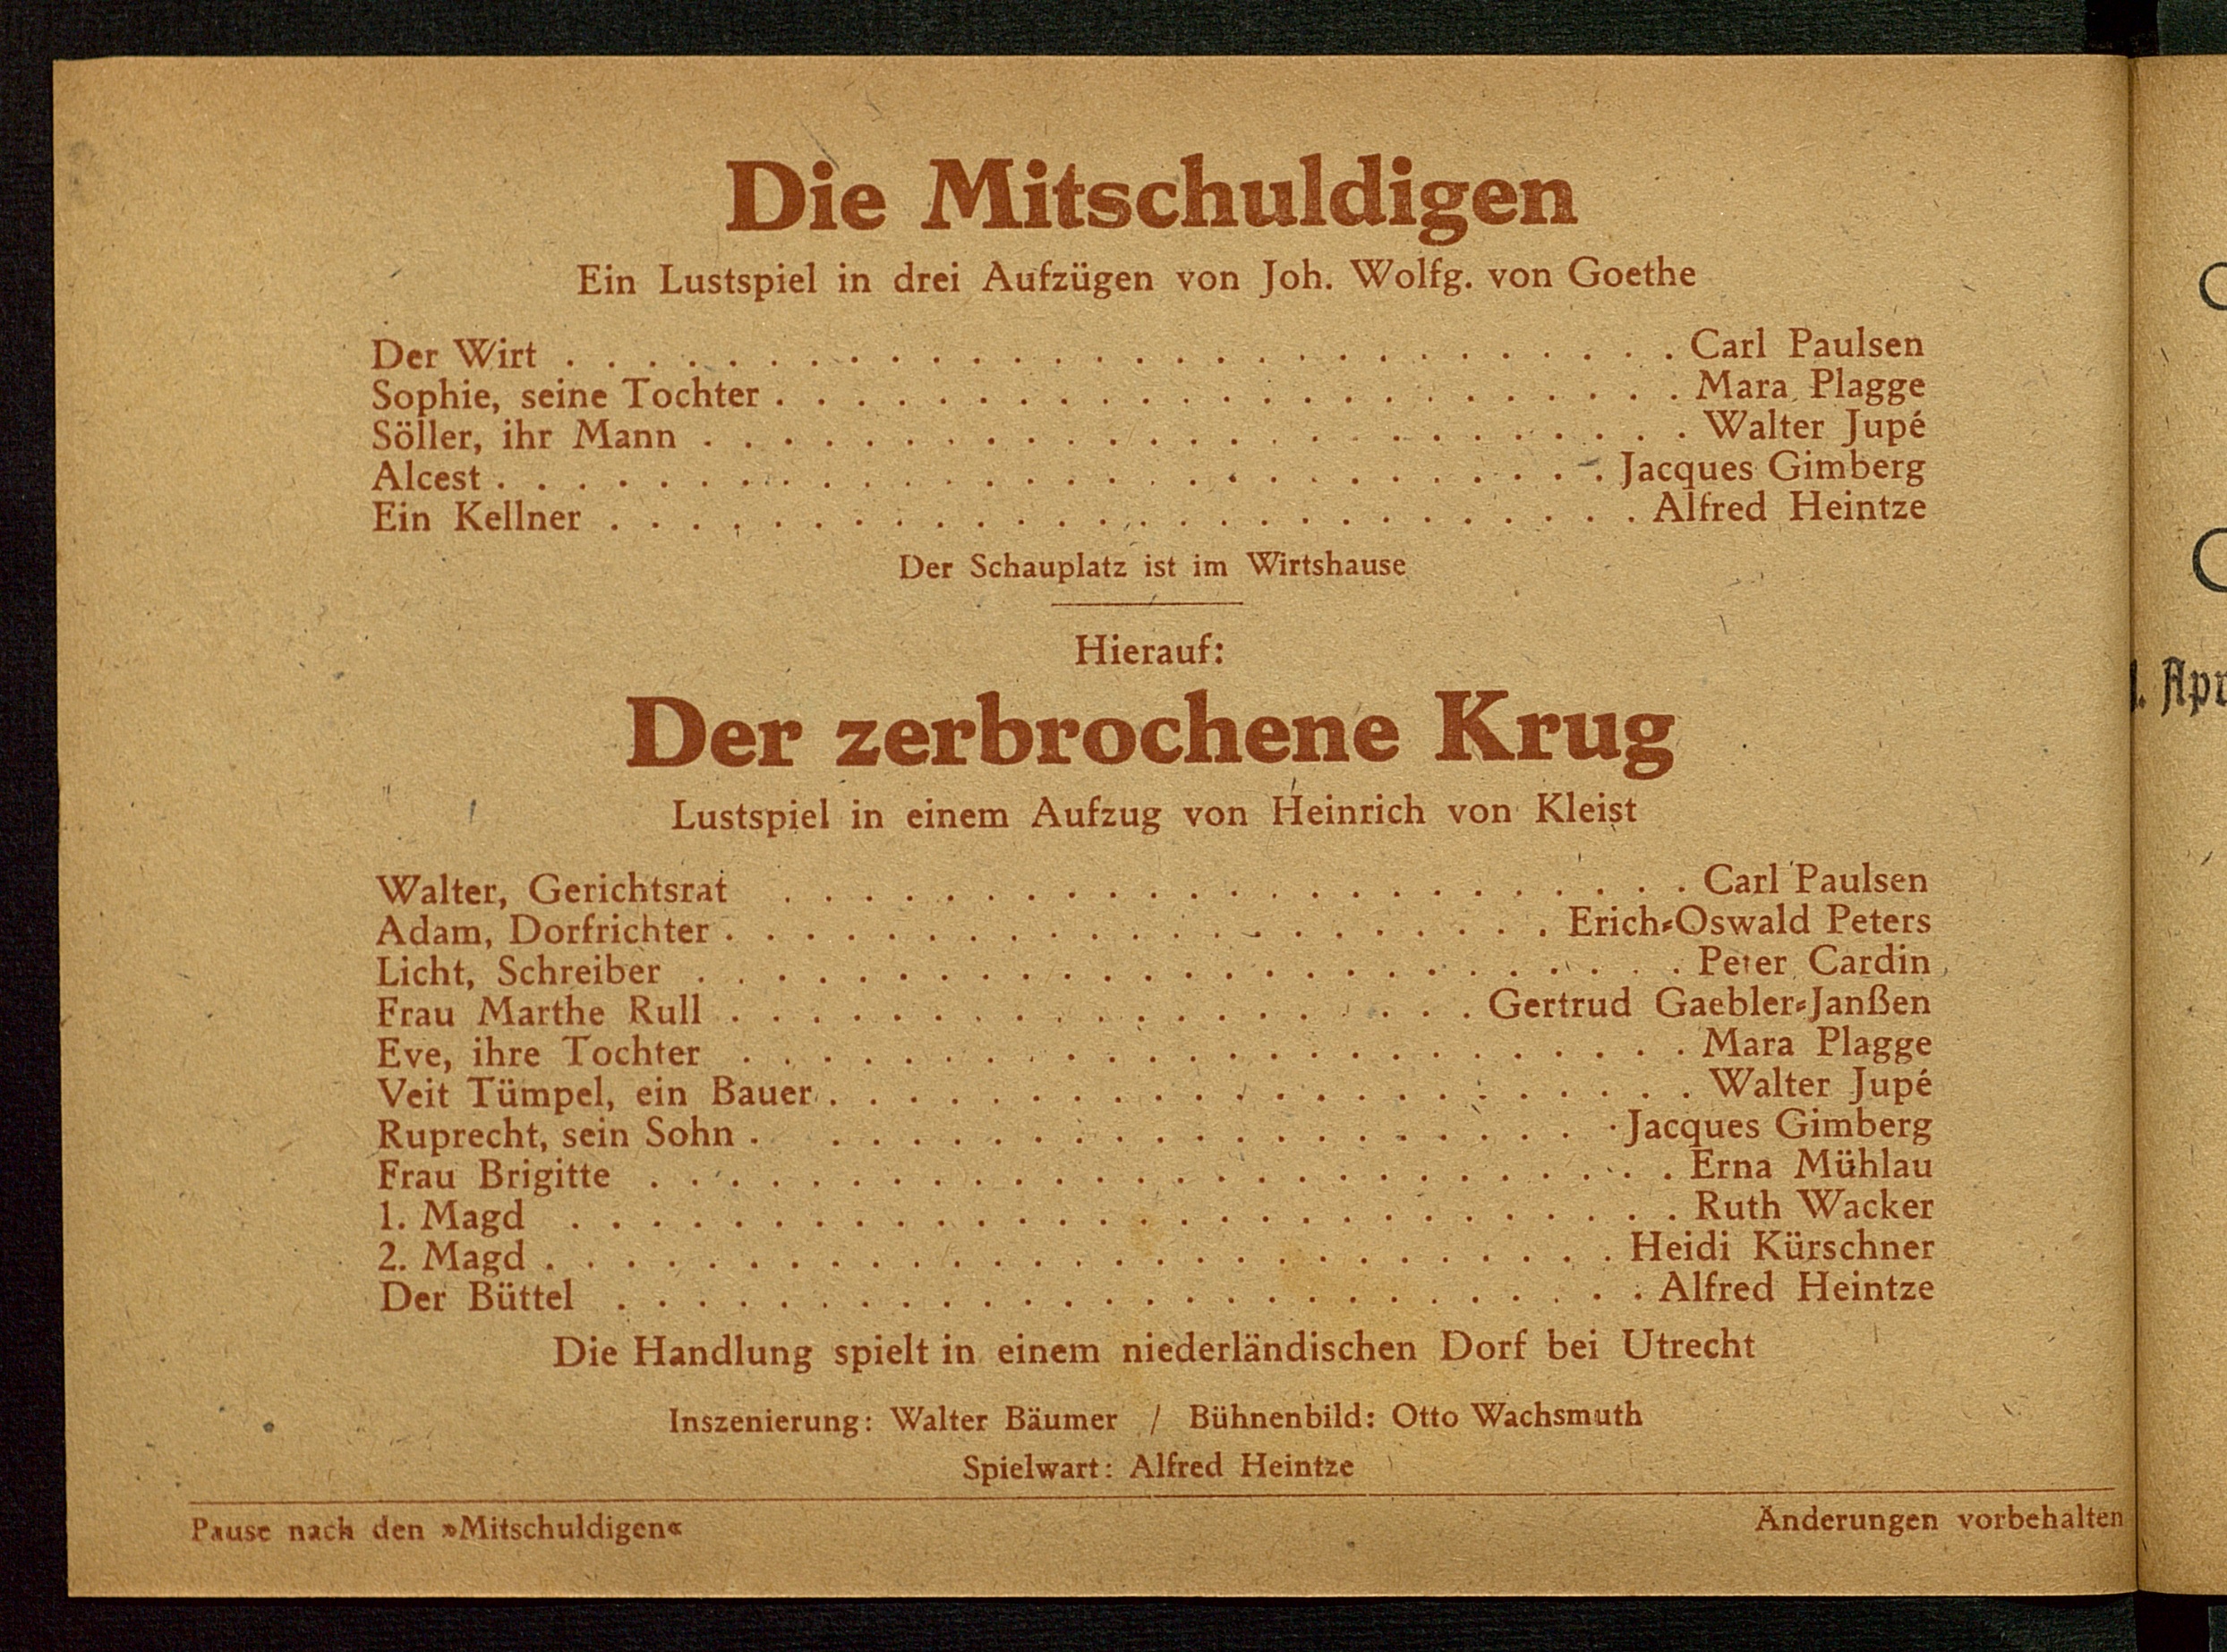 Die Mitschuldigen
Ein Lustspiel in drei Aufzügen von Joh. Wolfg. von Goethe
Der Wirt . . . . . . . . . . . . . . . . . . . . . . . . . . . . Carl Paulsen
Sophie, seine Tochter . . . . . . . . . . . . . . . . . . . . . . . Mara Plagge
Söller, ihr Mann . . . . . . . . . . . . . . . . . . . . . . . . . Walter Jupé
Alcest . . . . . . . . . . . . . . . . . . . . . . . . . . . . Jacques Gimberg
Ein Kellner . . . . . . . . . . . . . . . . . . . . . . . . . . Alfred Heintze
Der Schauplatz ist im Wirtshause
Hierauf:
Der zerbrochene Krug
Lustspiel in einem Aufzug von Heinrich von Kleist
Walter, Gerichtsrat . . . . . . . . . . . . . . . . . . . . . . . Carl Paulsen
Adam, Dorfrichter . . . . . . . . . . . . . . . . . . . . . Erich-Oswald Peters
Licht, Schreiber . . . . . . . . . . . . . . . . . . . . . . . . . Peter Cardin
Frau Marthe Rull . . . . . . . . . . . . . . . . . . . Gertrud Gaebler-Janßen
Eve, ihre Tochter . . . . . . . . . . . . . . . . . . . . . . . . Mara Plagge
Veit Tümpel, ein Bauer . . . . . . . . . . . . . . . . . . . . . . Walter Jupé
Ruprecht, sein Sohn . . . . . . . . . . . . . . . . . . . . . Jacques Gimberg
Frau Brigitte . . . . . . . . . . . . . . . . . . . . . . . . . . Erna Mühlau
1. Magd . . . . . . . . . . . . . . . . . . . . . . . . . . . . Ruth Wacker
2. Magd . . . . . . . . . . . . . . . . . . . . . . . . . . . Heidi Kürschner
Der Büttel . . . . . . . . . . . . . . . . . . . . . . . . . . Alfred Heintze
Die Handlung spielt in einem niederländischen Dorf bei Utrecht
Inszenierung: Walter Bäumer / Bühnenbild: Otto Wachsmuth
Spielwart: Alfred Heintze
Pause nach den »Mitschuldigen« Änderungen vorbehalten